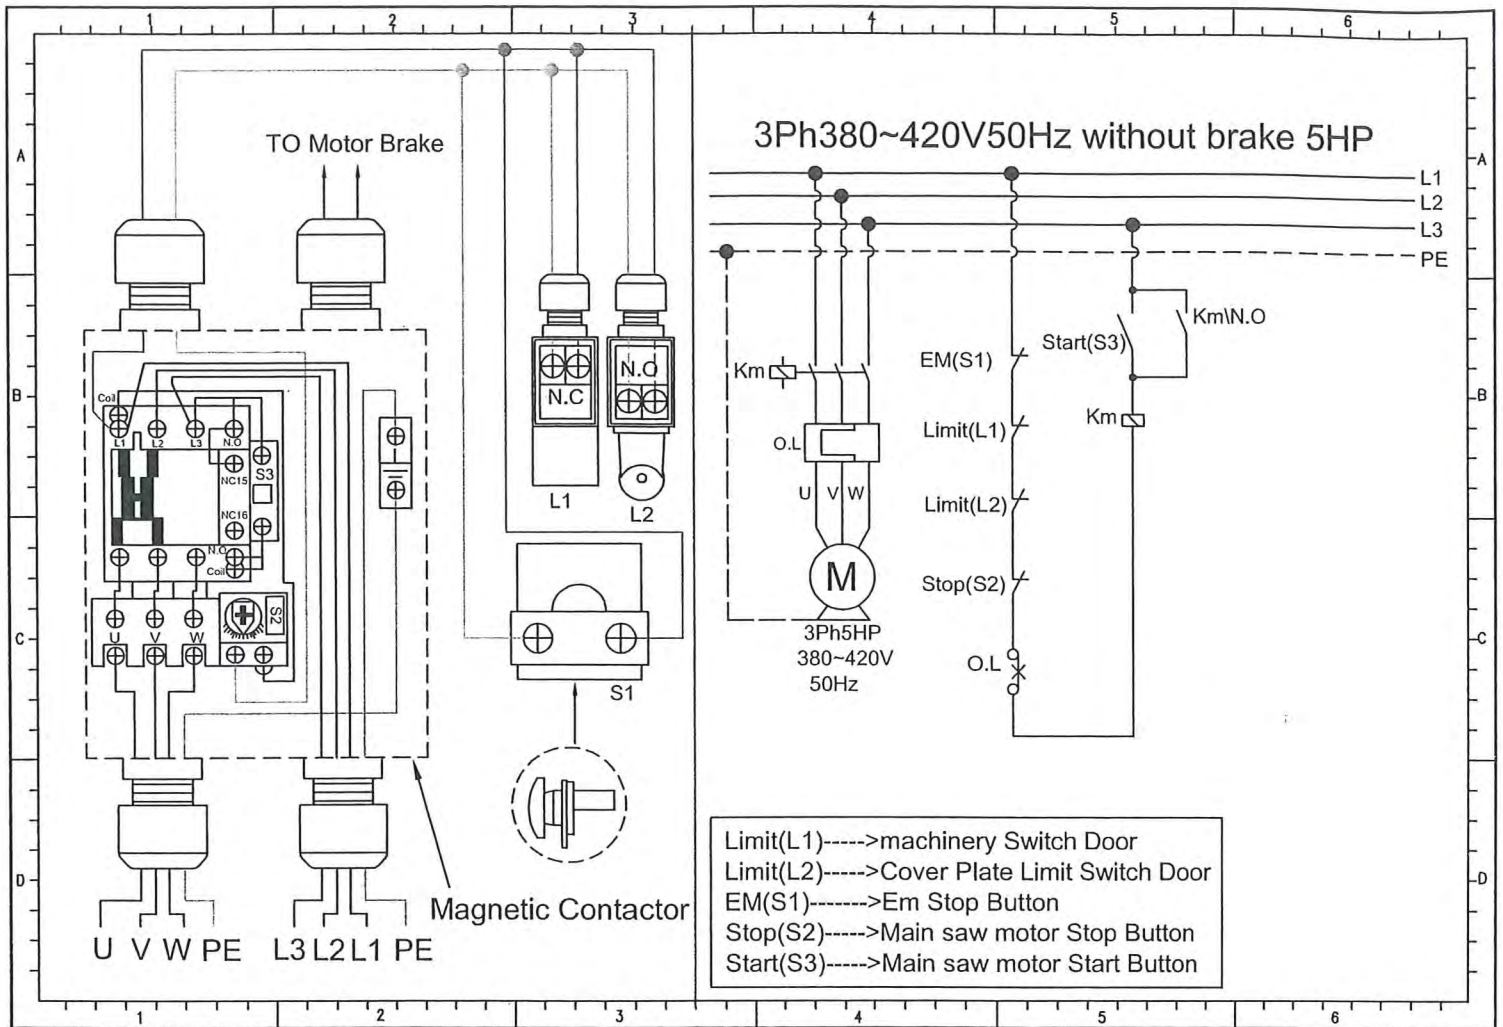 1 2 3 4 5 6
A
TO Motor Brake
3Ph380~420V50Hz without brake 5HP
A
L1
L2
L3
PE
Km\N.O
Start(S3)
EM(S1)
Km
B
N.C
N.O
B
Coil
L1 L2 L3 N.O
Limit(L1)
Km
O.L
S3
NC15
L1
L2
U V W
Limit(L2)
NC16
N.O
Coil
M
Stop(S2)
S2
C
U V W
3Ph5HP
380~420V
50Hz
O.L
C
S1
Limit(L1)----->machinery Switch Door
Limit(L2)----->Cover Plate Limit Switch Door
EM(S1)------->Em Stop Button
Stop(S2)----->Main saw motor Stop Button
Start(S3)----->Main saw motor Start Button
D
D
Magnetic Contactor
U V W PE L3 L2 L1 PE
1 2 3 4 5 6